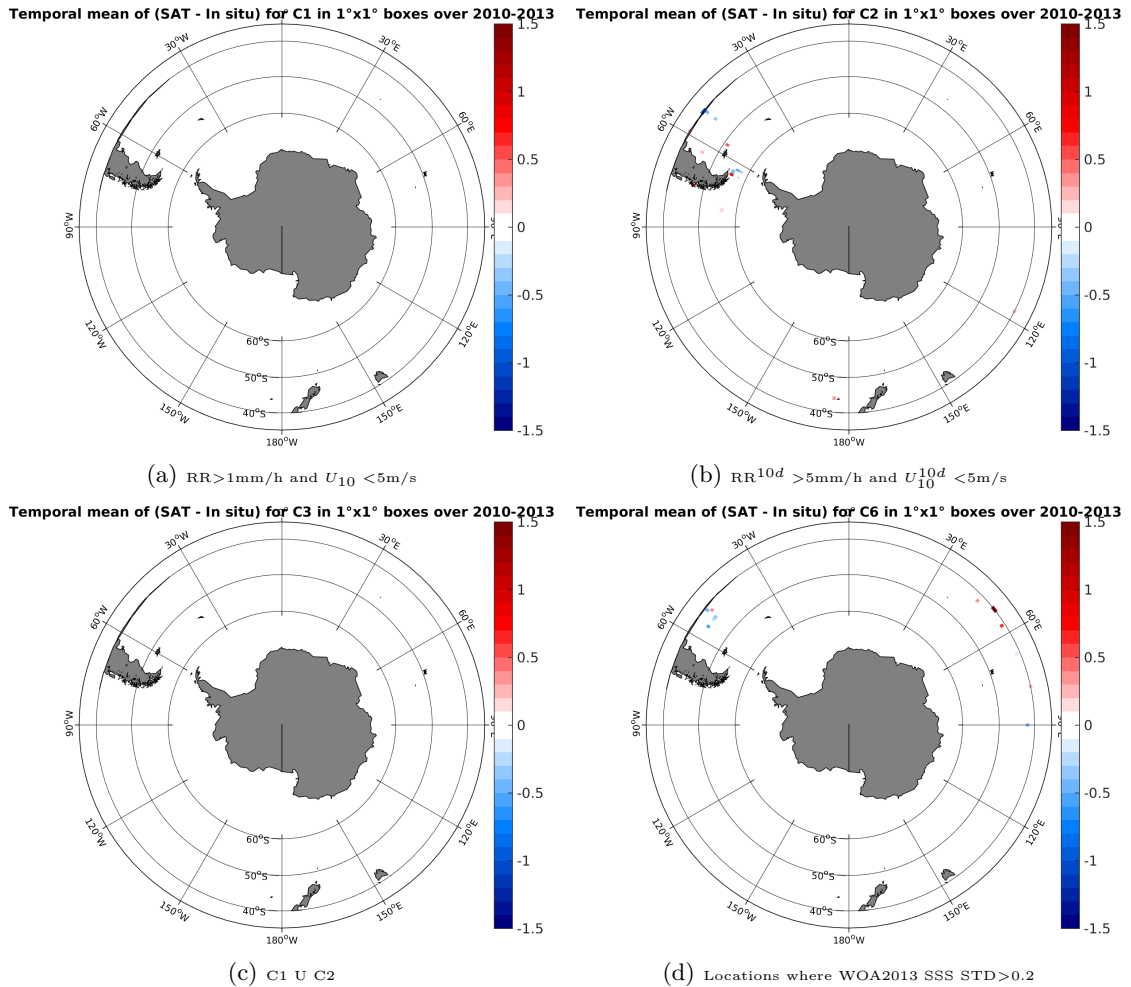 Temporal mean of (SAT - In situ) for C1 in 1°x1° boxes over 2010-2013
30°W
30°E
60°W
60°E
90°W
120°W
120°E
150°W
150°E
180°W
60°S
50°S
40°S
1.5
1
0.5
0
-0.5
-1
-1.5
(a) RR>1mm/h and U10 <5m/s
Temporal mean of (SAT - In situ) for C2 in 1°x1° boxes over 2010-2013
30°W
30°E
60°W
60°E
90°W
120°W
120°E
150°W
150°E
180°W
60°S
50°S
40°S
1.5
1
0.5
0
-0.5
-1
-1.5
(b) RR^10d >5mm/h and U10^10d <5m/s
Temporal mean of (SAT - In situ) for C3 in 1°x1° boxes over 2010-2013
30°W
30°E
60°W
60°E
90°W
120°W
120°E
150°W
150°E
180°W
60°S
50°S
40°S
1.5
1
0.5
0
-0.5
-1
-1.5
(c) C1 U C2
Temporal mean of (SAT - In situ) for C6 in 1°x1° boxes over 2010-2013
30°W
30°E
60°W
60°E
90°W
120°W
120°E
150°W
150°E
180°W
60°S
50°S
40°S
1.5
1
0.5
0
-0.5
-1
-1.5
(d) Locations where WOA2013 SSS STD>0.2